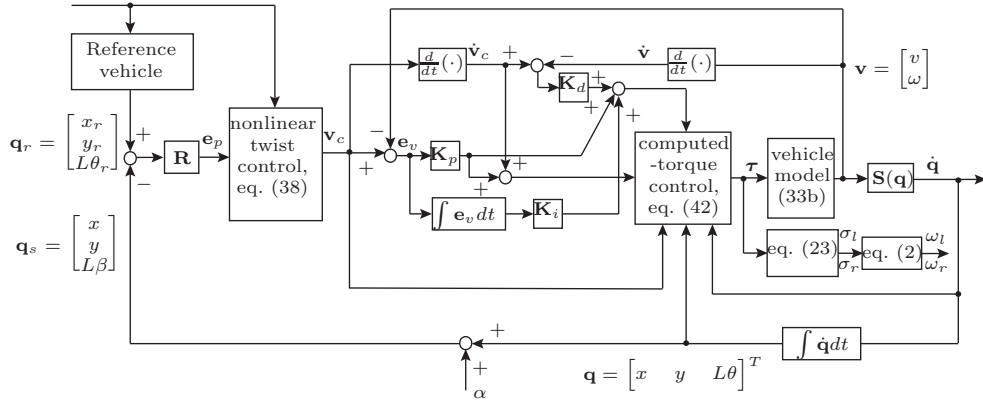 Reference
vehicle
q_r = [x_r y_r Lθ_r]
+
−
R
e_p
nonlinear
twist
control,
eq. (38)
v_c
−
+
e_v
d/dt(·)
v̇_c
+
−
v̇
d/dt(·)
v = [v ω]
K_d
+
+
+
K_p
+
+
∫ e_v dt
K_i
computed
-torque
control,
eq. (42)
τ
vehicle
model
(33b)
S(q)
q̇
eq. (23)
σ_l
σ_r
eq. (2)
ω_l
ω_r
q_s = [x y Lβ]
+
+
α
∫ q̇dt
q = [x y Lθ]^T